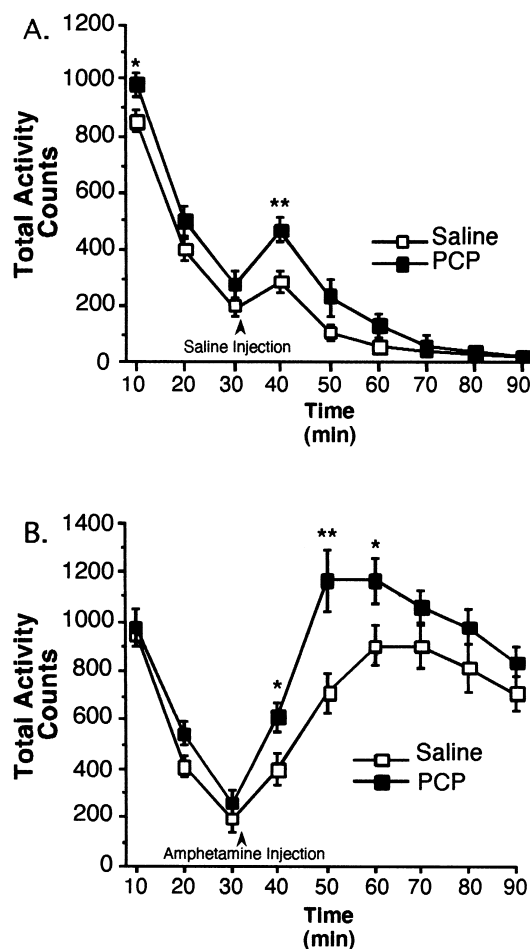 A.
1200
1000
800
600
400
200
0
Total Activity
Counts
*
**
Saline
PCP
Saline Injection
10 20 30 40 50 60 70 80 90
Time
(min)
B.
1400
1200
1000
800
600
400
200
0
Total Activity
Counts
*
**
*
Saline
PCP
Amphetamine Injection
10 20 30 40 50 60 70 80 90
Time
(min)